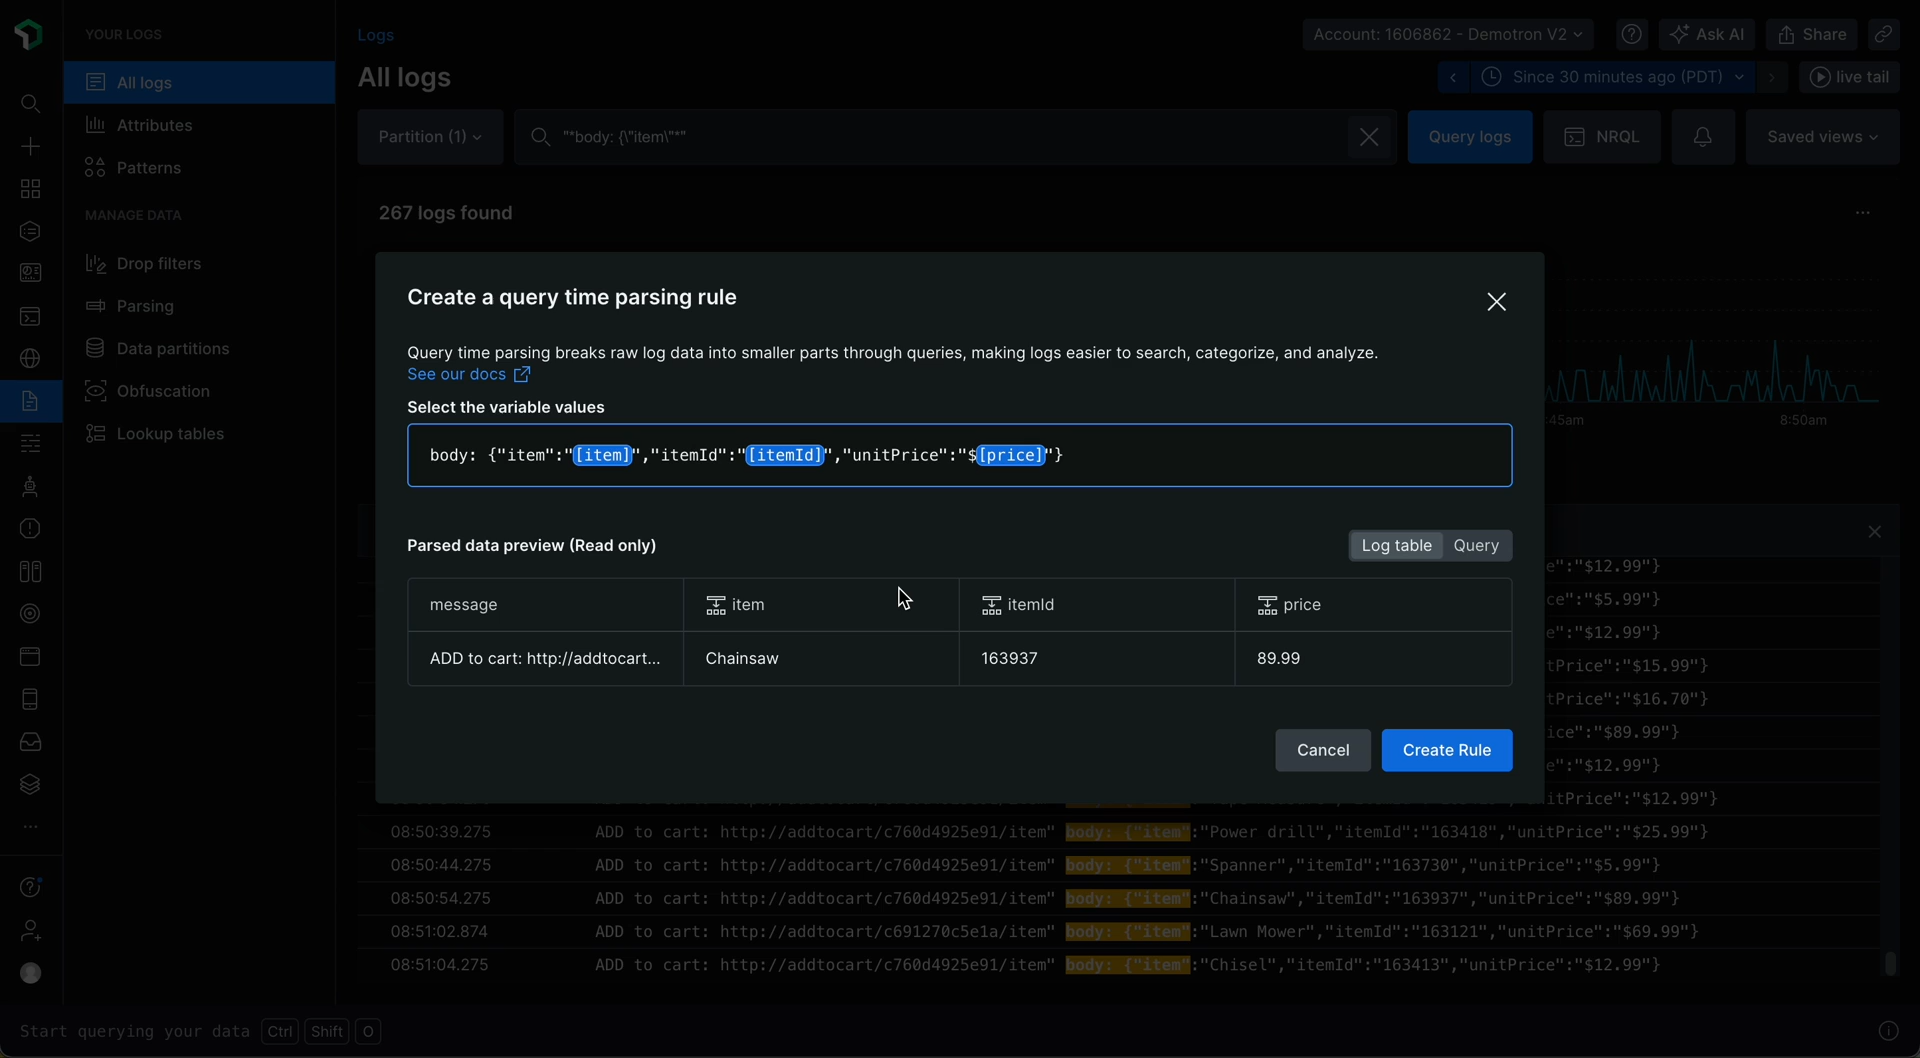 YOUR LOGS
All logs
Attributes
Patterns
MANAGE DATA
Drop filters
Parsing
Data partitions
Obfuscation
Lookup tables
Logs
Account: 1606862 - Demotron V2
Ask AI
Share
All logs
Since 30 minutes ago (PDT)
live tail
Partition (1)
"*body: {\"item\"*"
Query logs
NRQL
Saved views
267 logs found
:45am
8:50am
Create a query time parsing rule
Query time parsing breaks raw log data into smaller parts through queries, making logs easier to search, categorize, and analyze.
See our docs
Select the variable values
body: {"item":"[item]","itemId":"[itemId]","unitPrice":"$[price]"}
Parsed data preview (Read only)
Log table Query
message item itemId price
ADD to cart: http://addtocart... Chainsaw 163937 89.99
Cancel Create Rule
e":"$12.99"}
ce":"$5.99"}
e":"$12.99"}
tPrice":"$15.99"}
tPrice":"$16.70"}
ice":"$89.99"}
e":"$12.99"}
itPrice":"$12.99"}
08:50:39.275 ADD to cart: http://addtocart/c760d4925e91/item" body: {"item":"Power drill","itemId":"163418","unitPrice":"$25.99"}
08:50:44.275 ADD to cart: http://addtocart/c760d4925e91/item" body: {"item":"Spanner","itemId":"163730","unitPrice":"$5.99"}
08:50:54.275 ADD to cart: http://addtocart/c760d4925e91/item" body: {"item":"Chainsaw","itemId":"163937","unitPrice":"$89.99"}
08:51:02.874 ADD to cart: http://addtocart/c691270c5e1a/item" body: {"item":"Lawn Mower","itemId":"163121","unitPrice":"$69.99"}
08:51:04.275 ADD to cart: http://addtocart/c760d4925e91/item" body: {"item":"Chisel","itemId":"163413","unitPrice":"$12.99"}
Start querying your data Ctrl Shift O